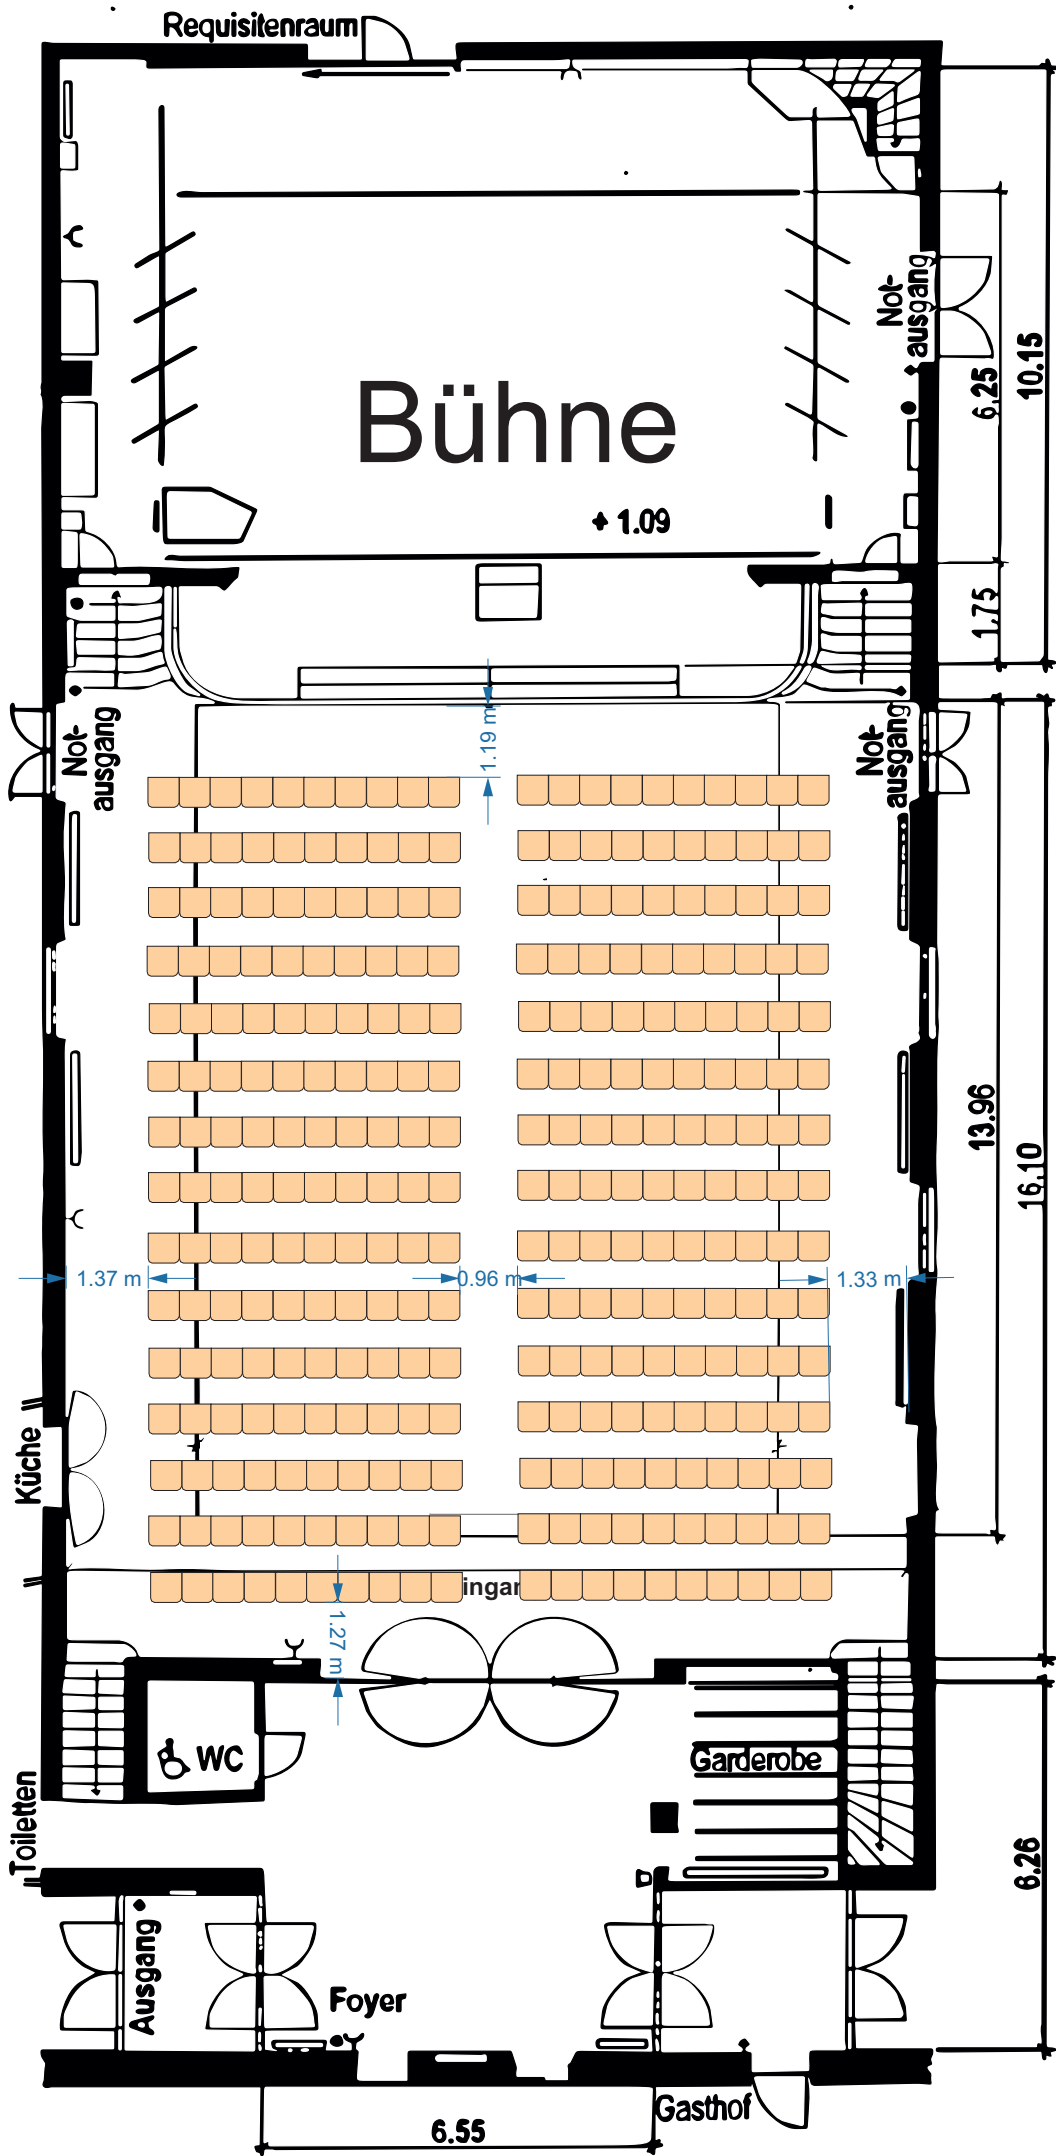 Requisitenraum
Not-
ausgang
10.15
6,25
Bühne
+ 1.09
1,75
Not-
ausgang
1.19 m
Not-
ausgang
13.96
16,10
1.37 m
0.96 m
1.33 m
Küche
ingan
1.27 m
WC
Garderobe
Toiletten
6.26
Ausgang
Foyer
Gasthof
6.55